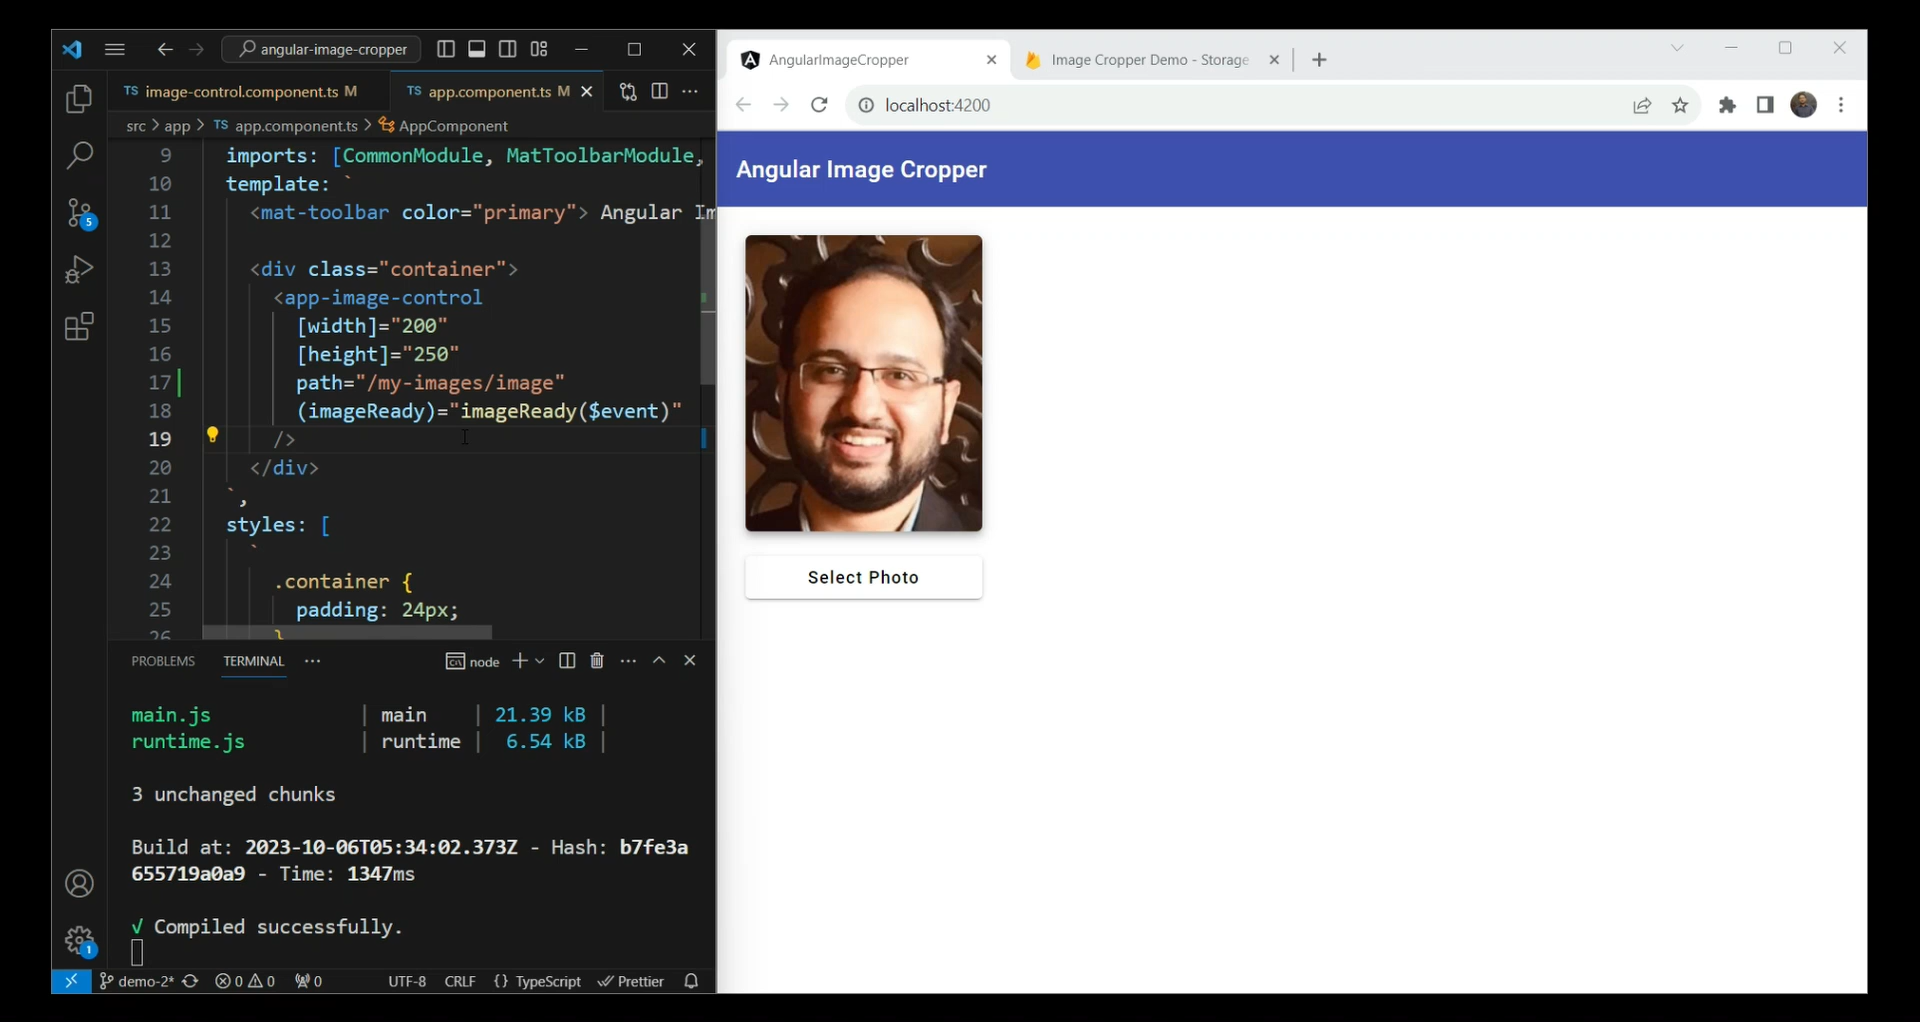 angular-image-cropper
TS image-control.component.ts M
TS app.component.ts M
src > app > TS app.component.ts > AppComponent
9 imports: [CommonModule, MatToolbarModule,
10 template: `
11 <mat-toolbar color="primary"> Angular Im
12
13 <div class="container">
14 <app-image-control
15 [width]="200"
16 [height]="250"
17 path="/my-images/image"
18 (imageReady)="imageReady($event)"
19 />
20 </div>
21 `,
22 styles: [
23 `
24 .container {
25 padding: 24px;
26 }
5
1
PROBLEMS TERMINAL ··· node
main.js | main | 21.39 kB |
runtime.js | runtime | 6.54 kB |
3 unchanged chunks
Build at: 2023-10-06T05:34:02.373Z - Hash: b7fe3a
655719a0a9 - Time: 1347ms
√ Compiled successfully.
demo-2* 0 0 0 UTF-8 CRLF {} TypeScript Prettier
AngularImageCropper
Image Cropper Demo - Storage
localhost:4200
Angular Image Cropper
Select Photo